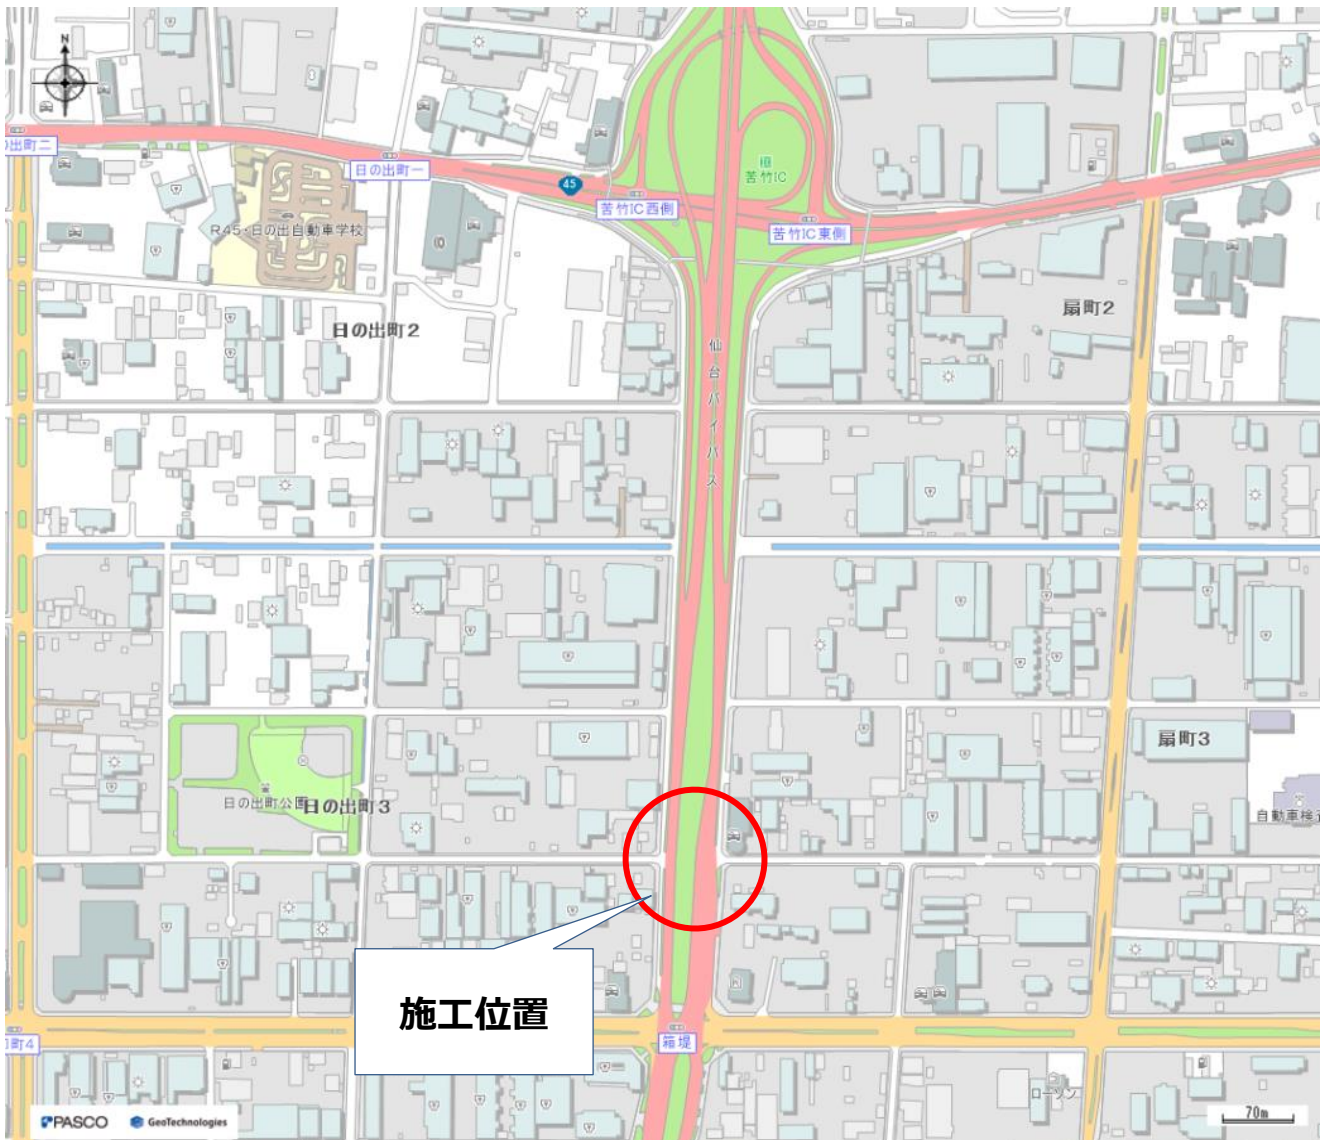 N
の出町二
日の出町一
45
苦竹IC
苦竹IC西側
苦竹IC東側
R45・日の出自動車学校
日の出町2
扇町2
仙台バイパス
扇町3
日の出町公園
日の出町3
自動車検査
施工位置
箱堤
町4
ローソン
PASCO
GeoTechnologies
70m